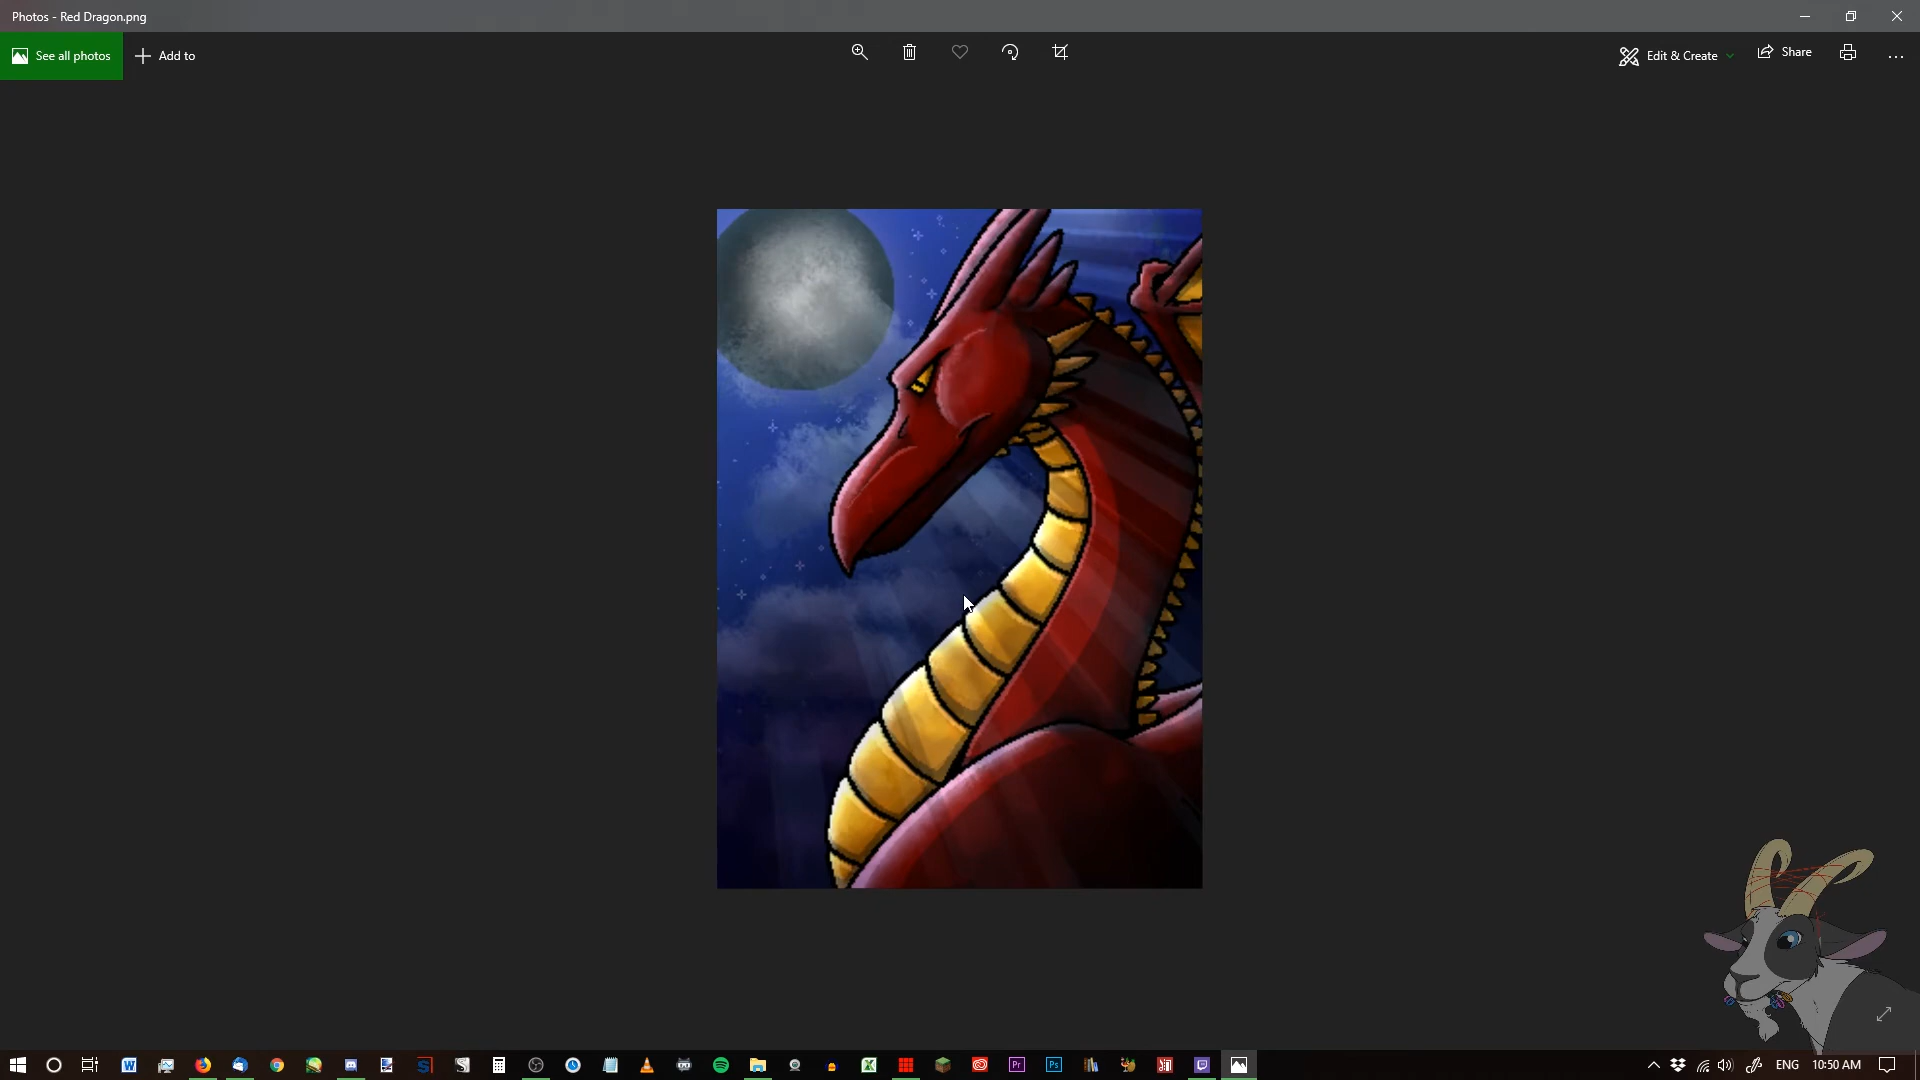 Photos - Red Dragon.png
See all photos
Add to
Edit & Create
Share
ENG
10:50 AM